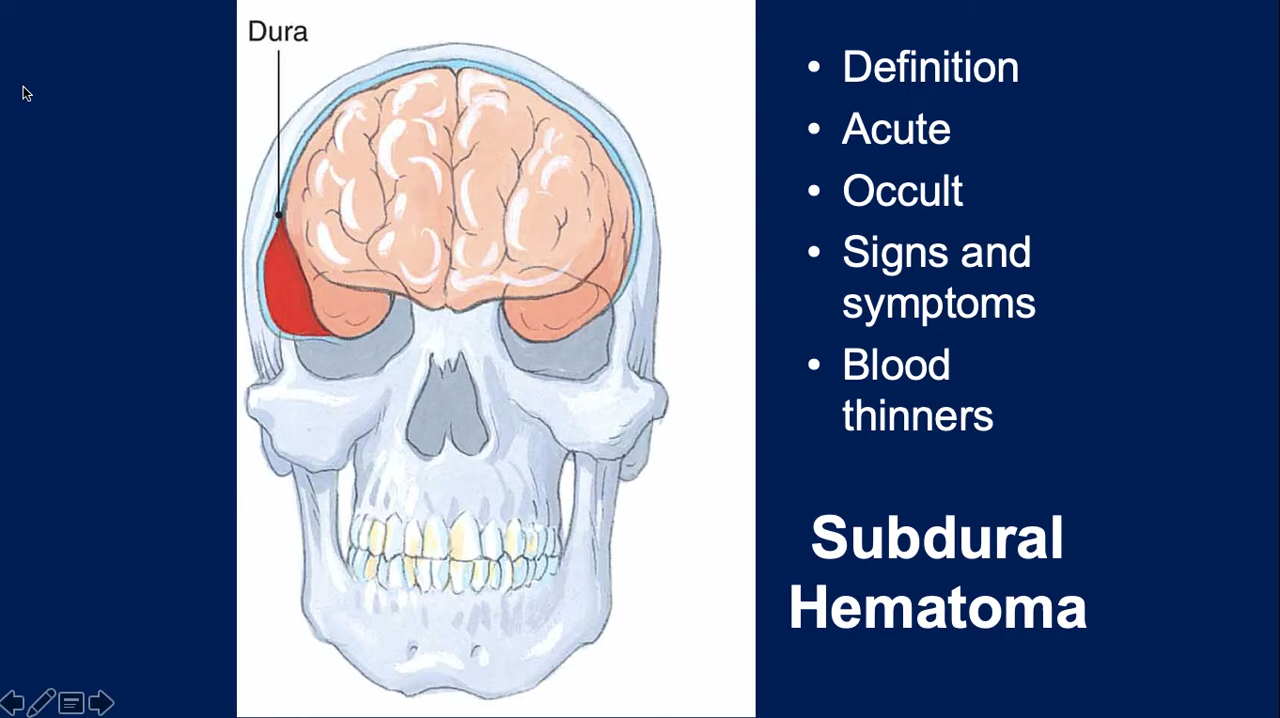 Dura
• Definition
• Acute
• Occult
• Signs and
symptoms
• Blood
thinners
Subdural
Hematoma